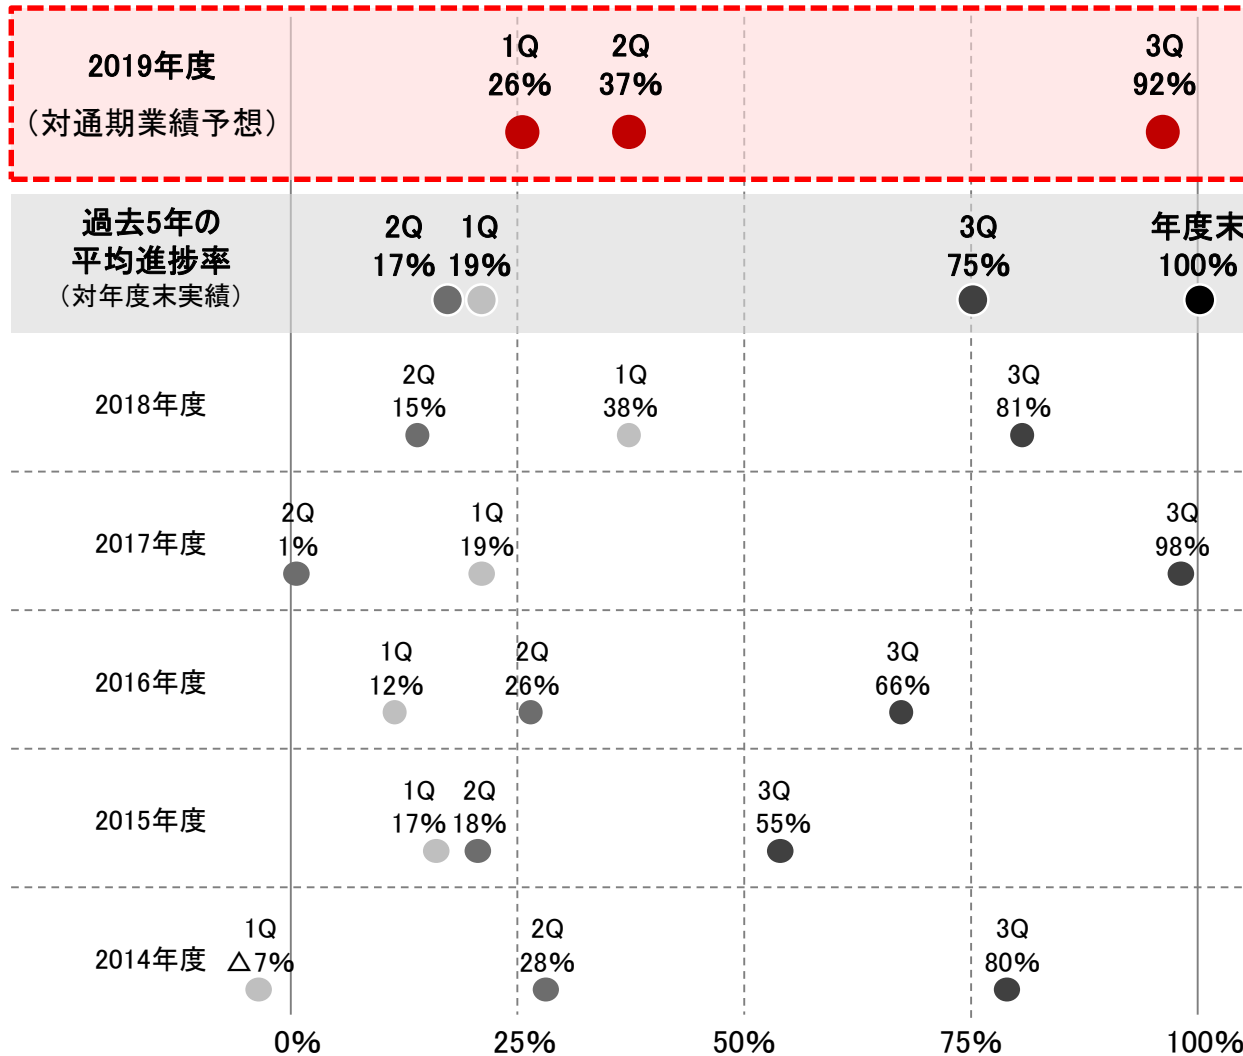 2019年度
（対通期業績予想）
1Q
26%
2Q
37%
3Q
92%
過去5年の
平均進捗率
（対年度末実績）
2Q
17%
1Q
19%
3Q
75%
年度末
100%
2018年度
2Q
15%
1Q
38%
3Q
81%
2017年度
2Q
1%
1Q
19%
3Q
98%
2016年度
1Q
12%
2Q
26%
3Q
66%
2015年度
1Q
17%
2Q
18%
3Q
55%
2014年度
1Q
△7%
2Q
28%
3Q
80%
0%
25%
50%
75%
100%